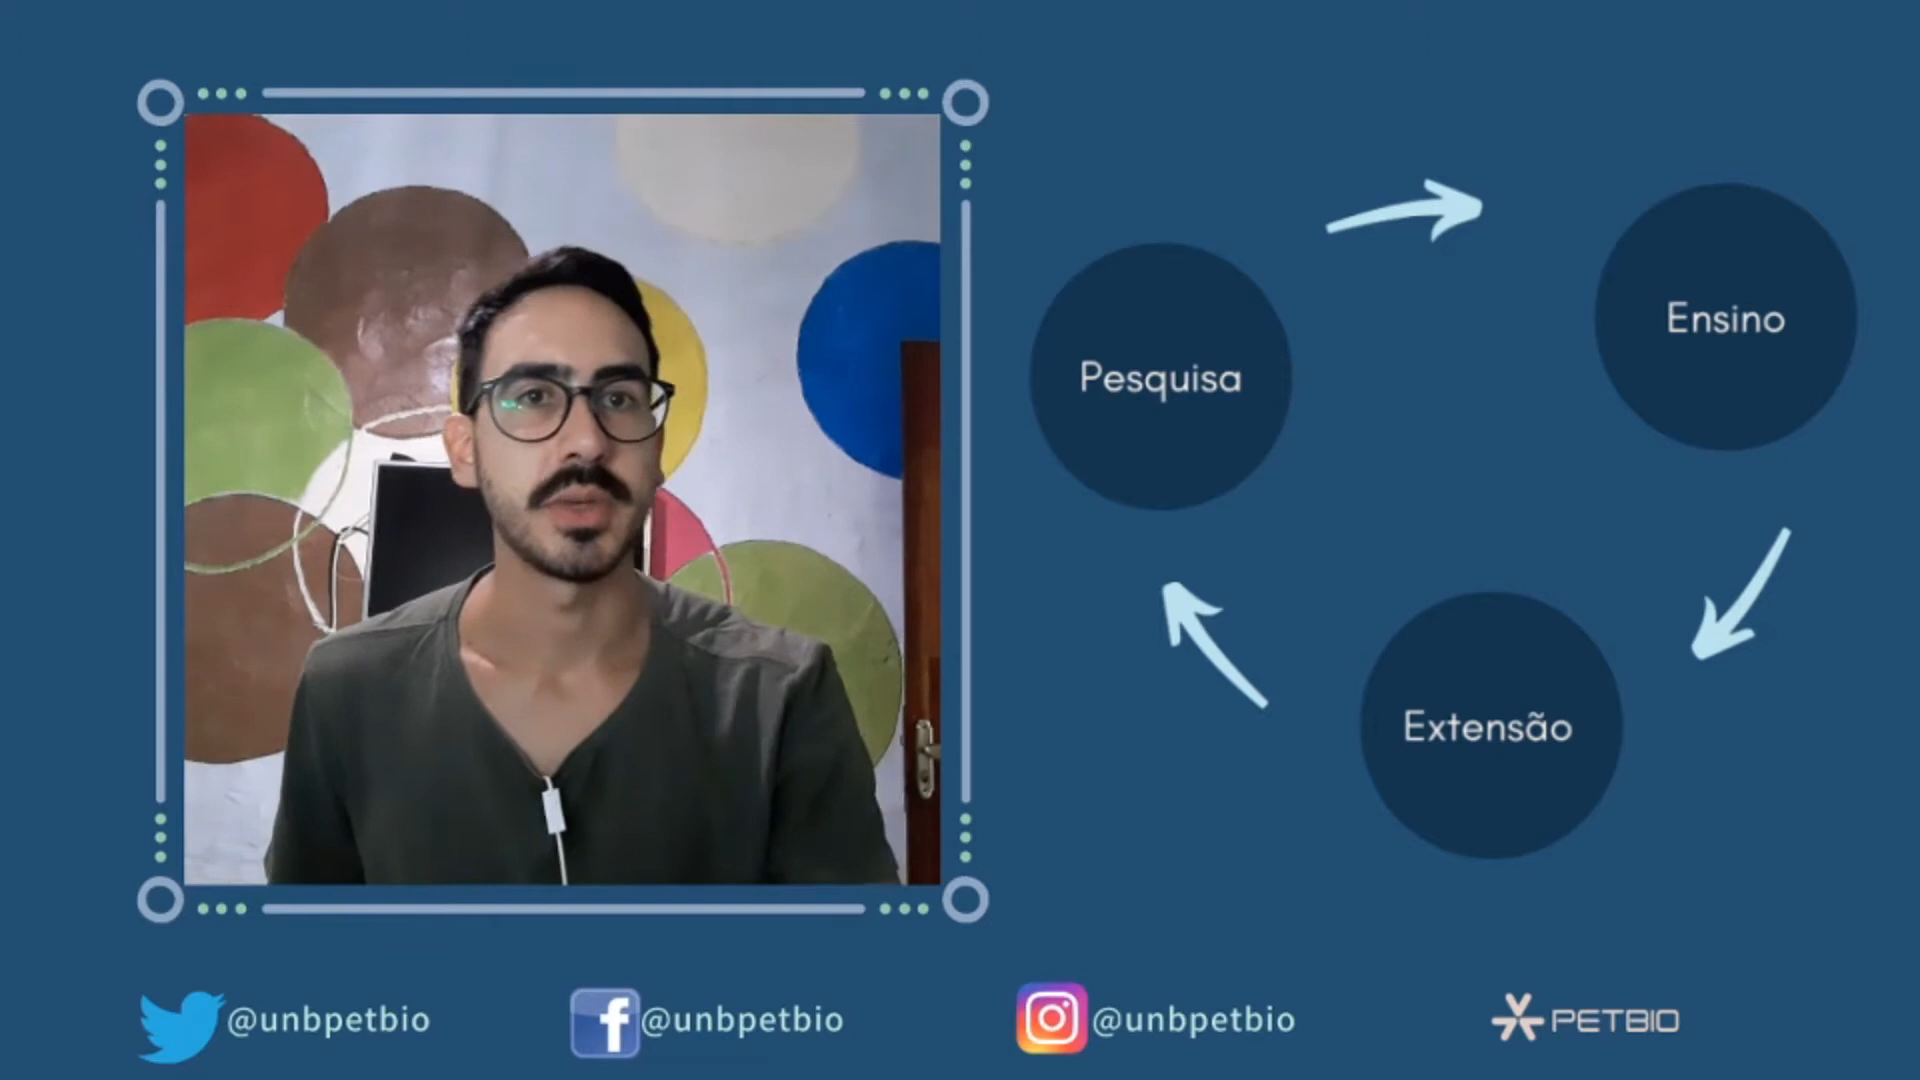 Pesquisa
Ensino
Extensão
@unbpetbio
@unbpetbio
@unbpetbio
PETBIO